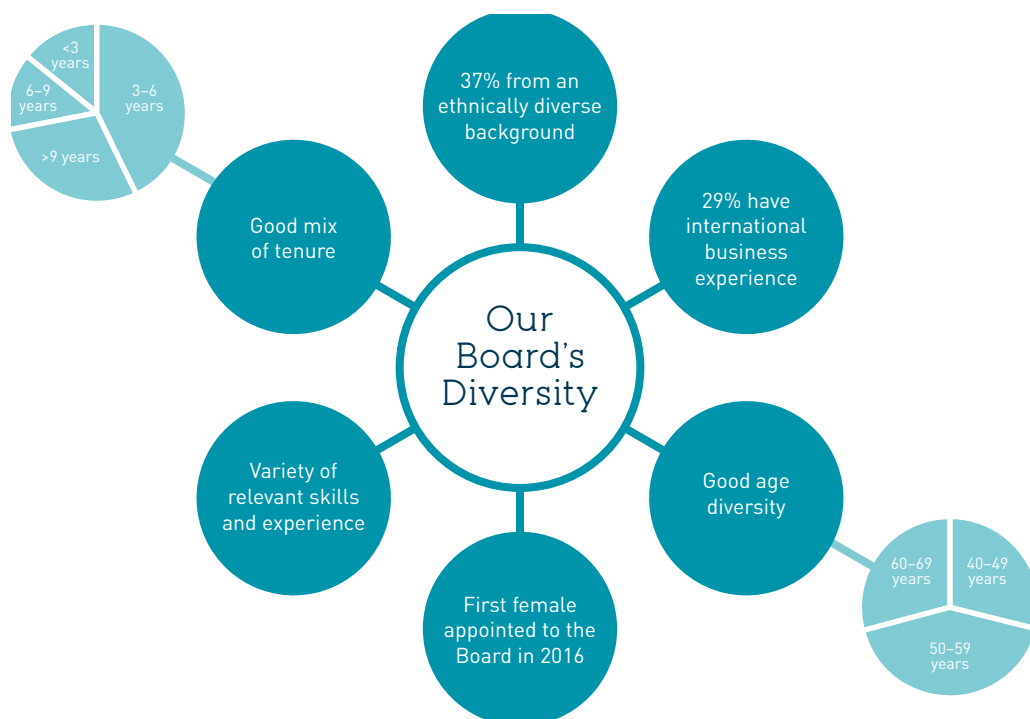 <3
years
3–6
years
6–9
years
>9 years
37% from an
ethnically diverse
background
Good mix
of tenure
29% have
international
business
experience
Our
Board’s
Diversity
Variety of
relevant skills
and experience
Good age
diversity
First female
appointed to the
Board in 2016
60–69
years
40–49
years
50–59
years